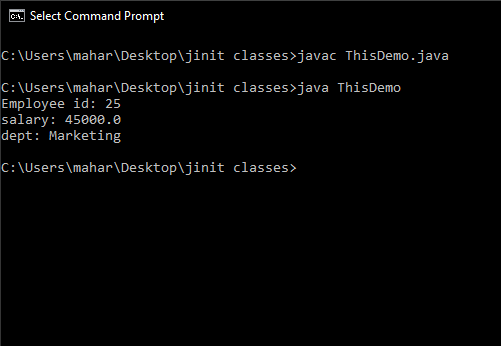 Select Command Prompt
C:\Users\mahar\Desktop\jinit classes>javac ThisDemo.java
C:\Users\mahar\Desktop\jinit classes>java ThisDemo
Employee id: 25
salary: 45000.0
dept: Marketing
C:\Users\mahar\Desktop\jinit classes>